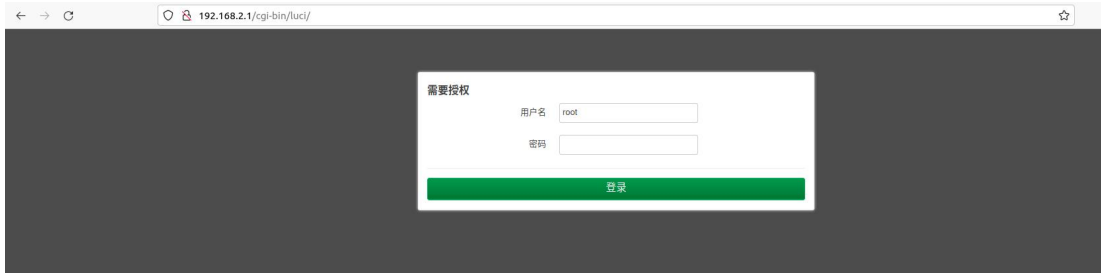 192.168.2.1/cgi-bin/luci/
需要授权
用户名 root
密码
登录